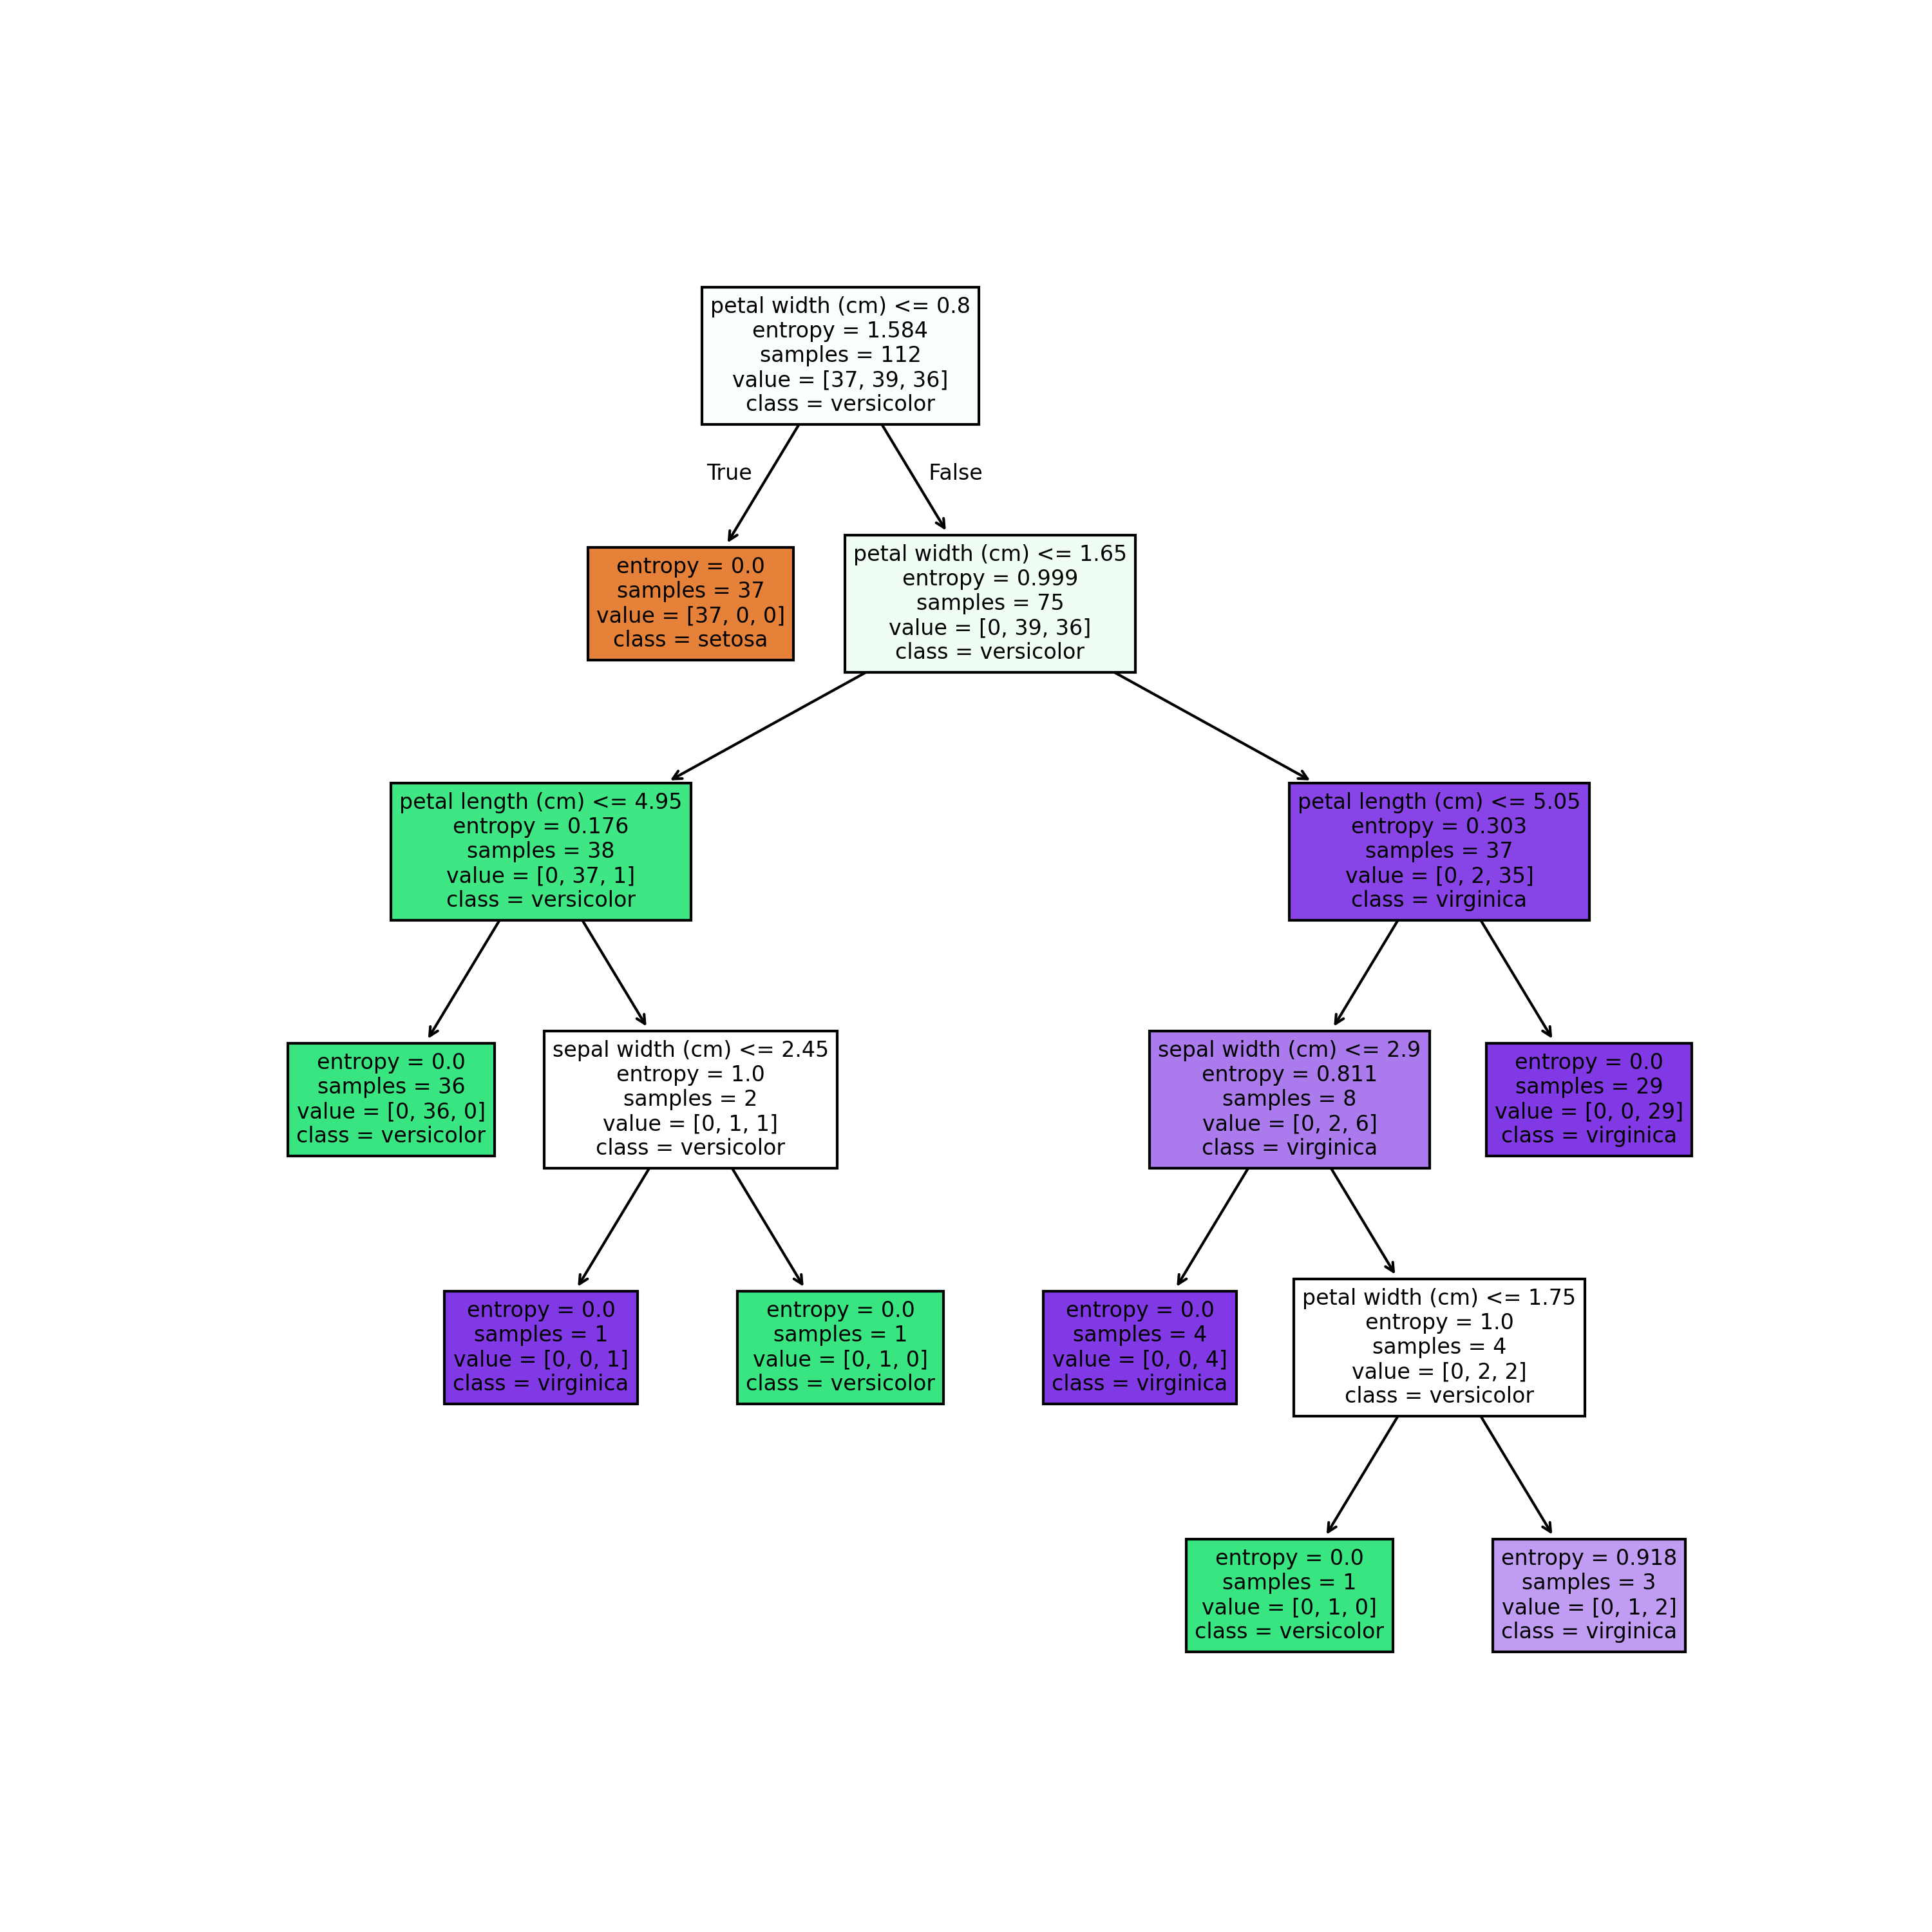 petal width (cm) <= 0.8
entropy = 1.584
samples = 112
value = [37, 39, 36]
class = versicolor
True
False
entropy = 0.0
samples = 37
value = [37, 0, 0]
class = setosa
petal width (cm) <= 1.65
entropy = 0.999
samples = 75
value = [0, 39, 36]
class = versicolor
petal length (cm) <= 4.95
entropy = 0.176
samples = 38
value = [0, 37, 1]
class = versicolor
petal length (cm) <= 5.05
entropy = 0.303
samples = 37
value = [0, 2, 35]
class = virginica
entropy = 0.0
samples = 36
value = [0, 36, 0]
class = versicolor
sepal width (cm) <= 2.45
entropy = 1.0
samples = 2
value = [0, 1, 1]
class = versicolor
sepal width (cm) <= 2.9
entropy = 0.811
samples = 8
value = [0, 2, 6]
class = virginica
entropy = 0.0
samples = 29
value = [0, 0, 29]
class = virginica
entropy = 0.0
samples = 1
value = [0, 0, 1]
class = virginica
entropy = 0.0
samples = 1
value = [0, 1, 0]
class = versicolor
entropy = 0.0
samples = 4
value = [0, 0, 4]
class = virginica
petal width (cm) <= 1.75
entropy = 1.0
samples = 4
value = [0, 2, 2]
class = versicolor
entropy = 0.0
samples = 1
value = [0, 1, 0]
class = versicolor
entropy = 0.918
samples = 3
value = [0, 1, 2]
class = virginica